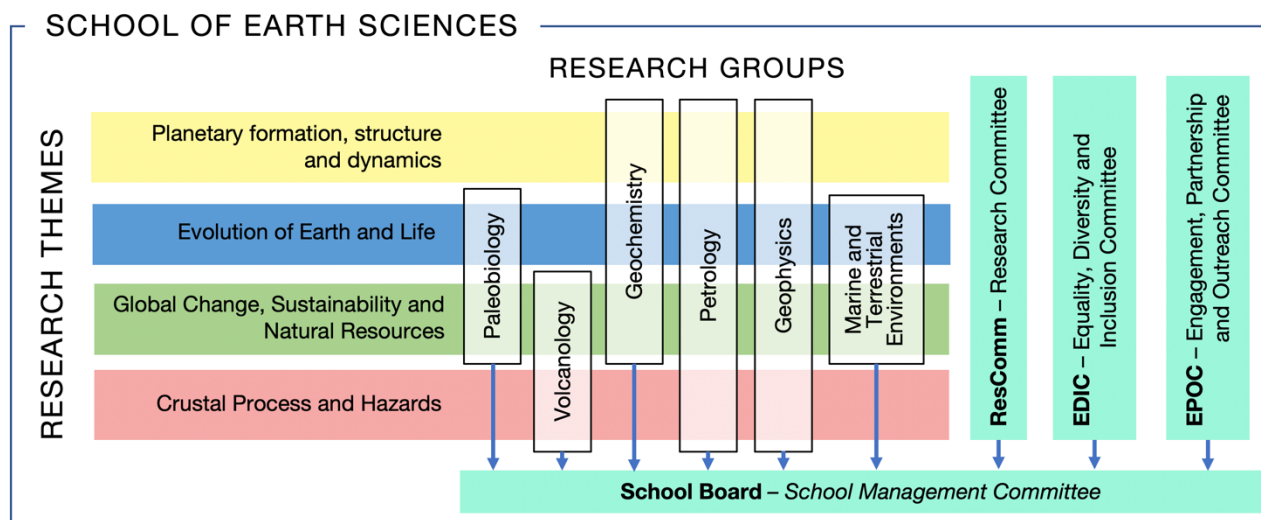 SCHOOL OF EARTH SCIENCES
RESEARCH GROUPS
RESEARCH THEMES
Planetary formation, structure
and dynamics
Evolution of Earth and Life
Global Change, Sustainability and
Natural Resources
Crustal Process and Hazards
Paleobiology
Volcanology
Geochemistry
Petrology
Geophysics
Marine and
Terrestrial
Environments
ResComm – Research Committee
EDIC – Equality, Diversity and
Inclusion Committee
EPOC – Engagement, Partnership
and Outreach Committee
School Board – School Management Committee